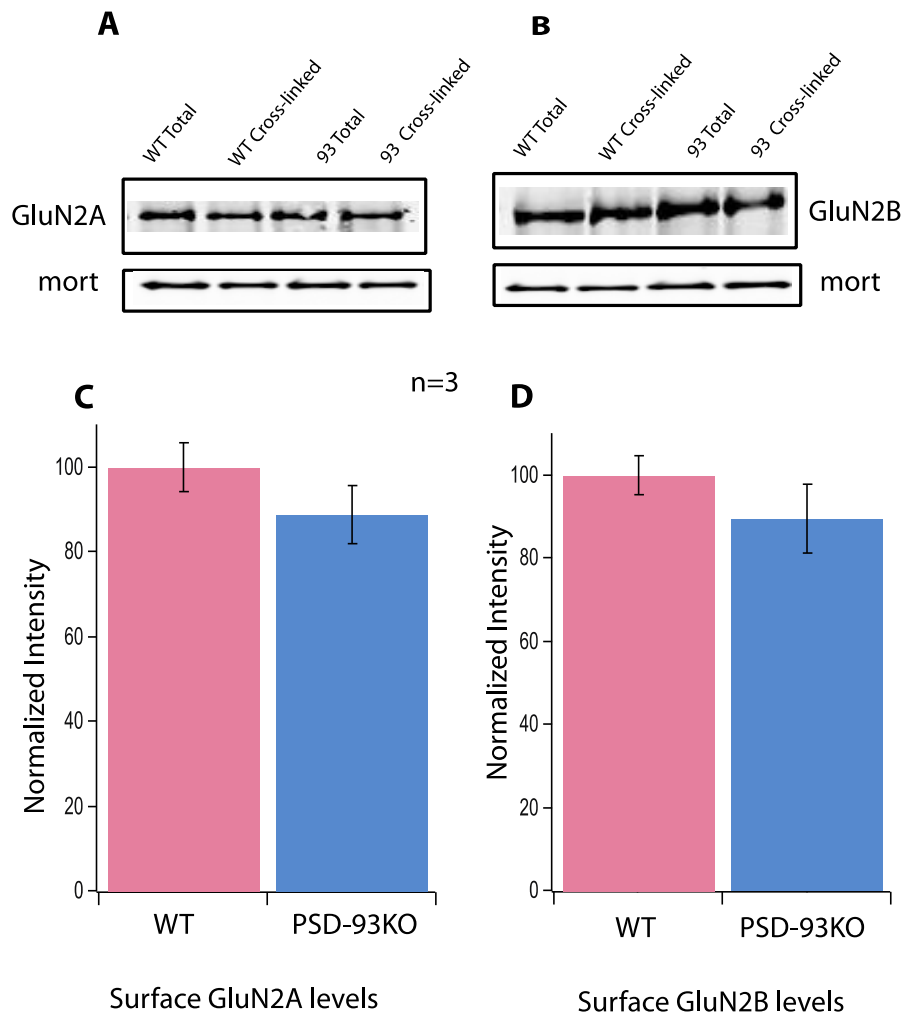 A
B
WT Total
WT Cross-linked
93 Total
93 Cross-linked
WT Total
WT Cross-linked
93 Total
93 Cross-linked
GluN2A
GluN2B
mort
mort
n=3
C
D
Normalized Intensity
100
80
60
40
20
0
WT
PSD-93KO
Surface GluN2A levels
Normalized Intensity
100
80
60
40
20
0
WT
PSD-93KO
Surface GluN2B levels